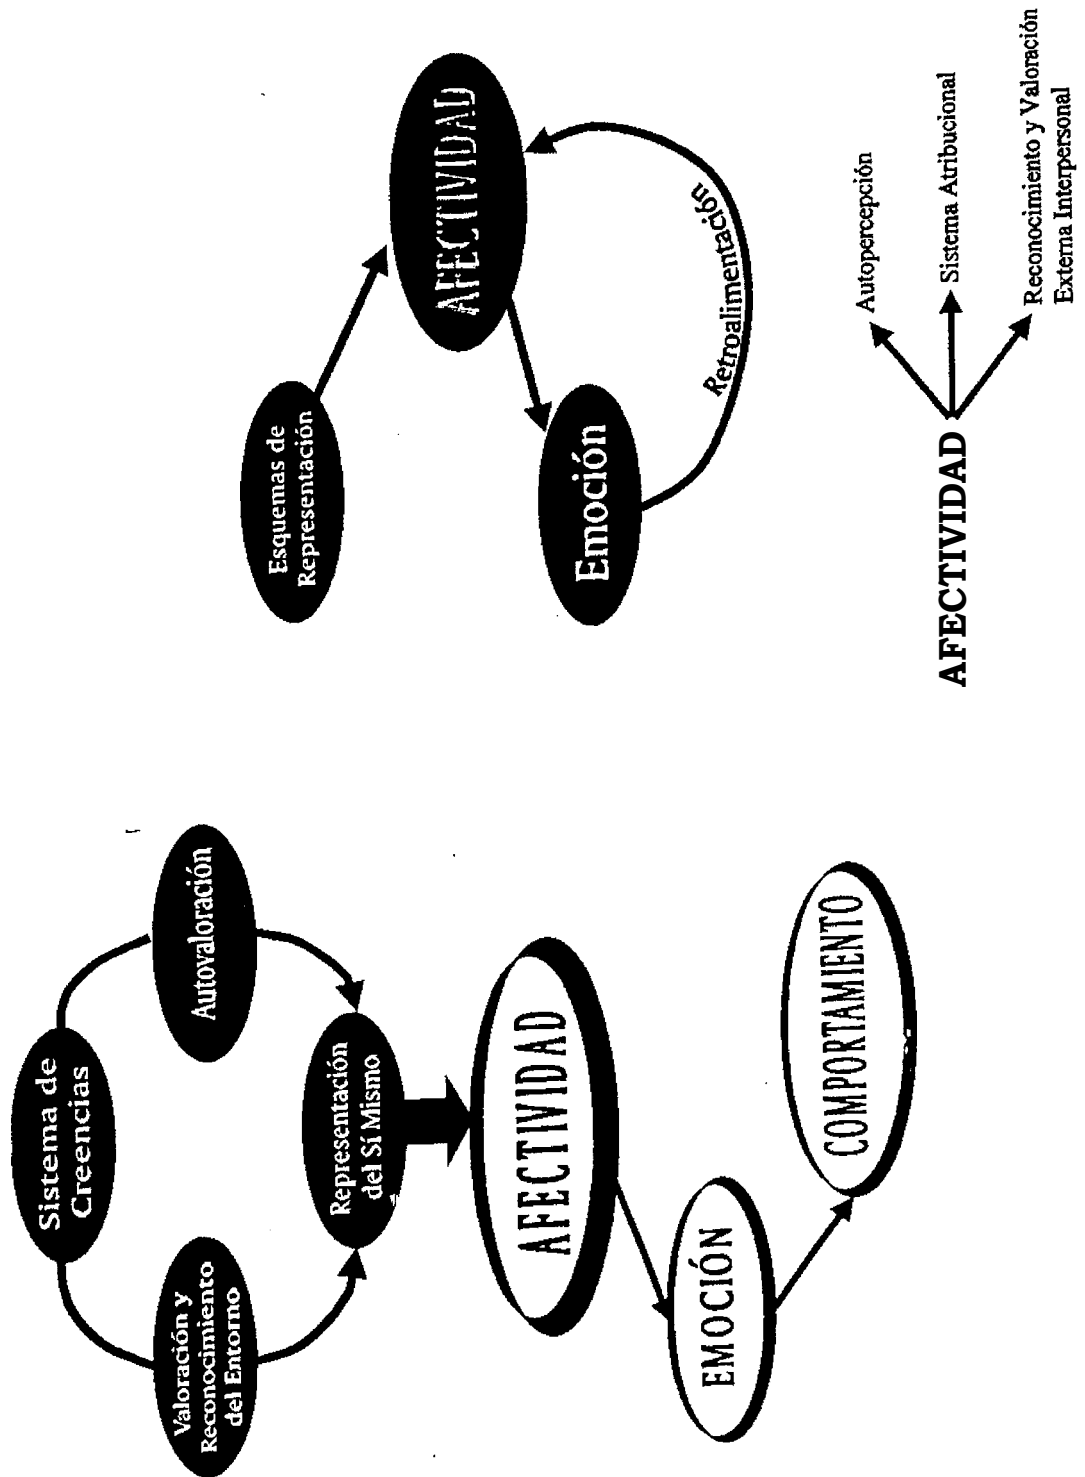 Sistema de
Creencias
Valoración y
Reconocimiento
del Entorno
Autovaloración
Representación
del Sí Mismo
AFECTIVIDAD
EMOCIÓN
COMPORTAMIENTO
Esquemas de
Representación
AFECTIVIDAD
Emoción
Retroalimentación
AFECTIVIDAD
Autopercepción
Sistema Atribucional
Reconocimiento y Valoración
Externa Interpersonal